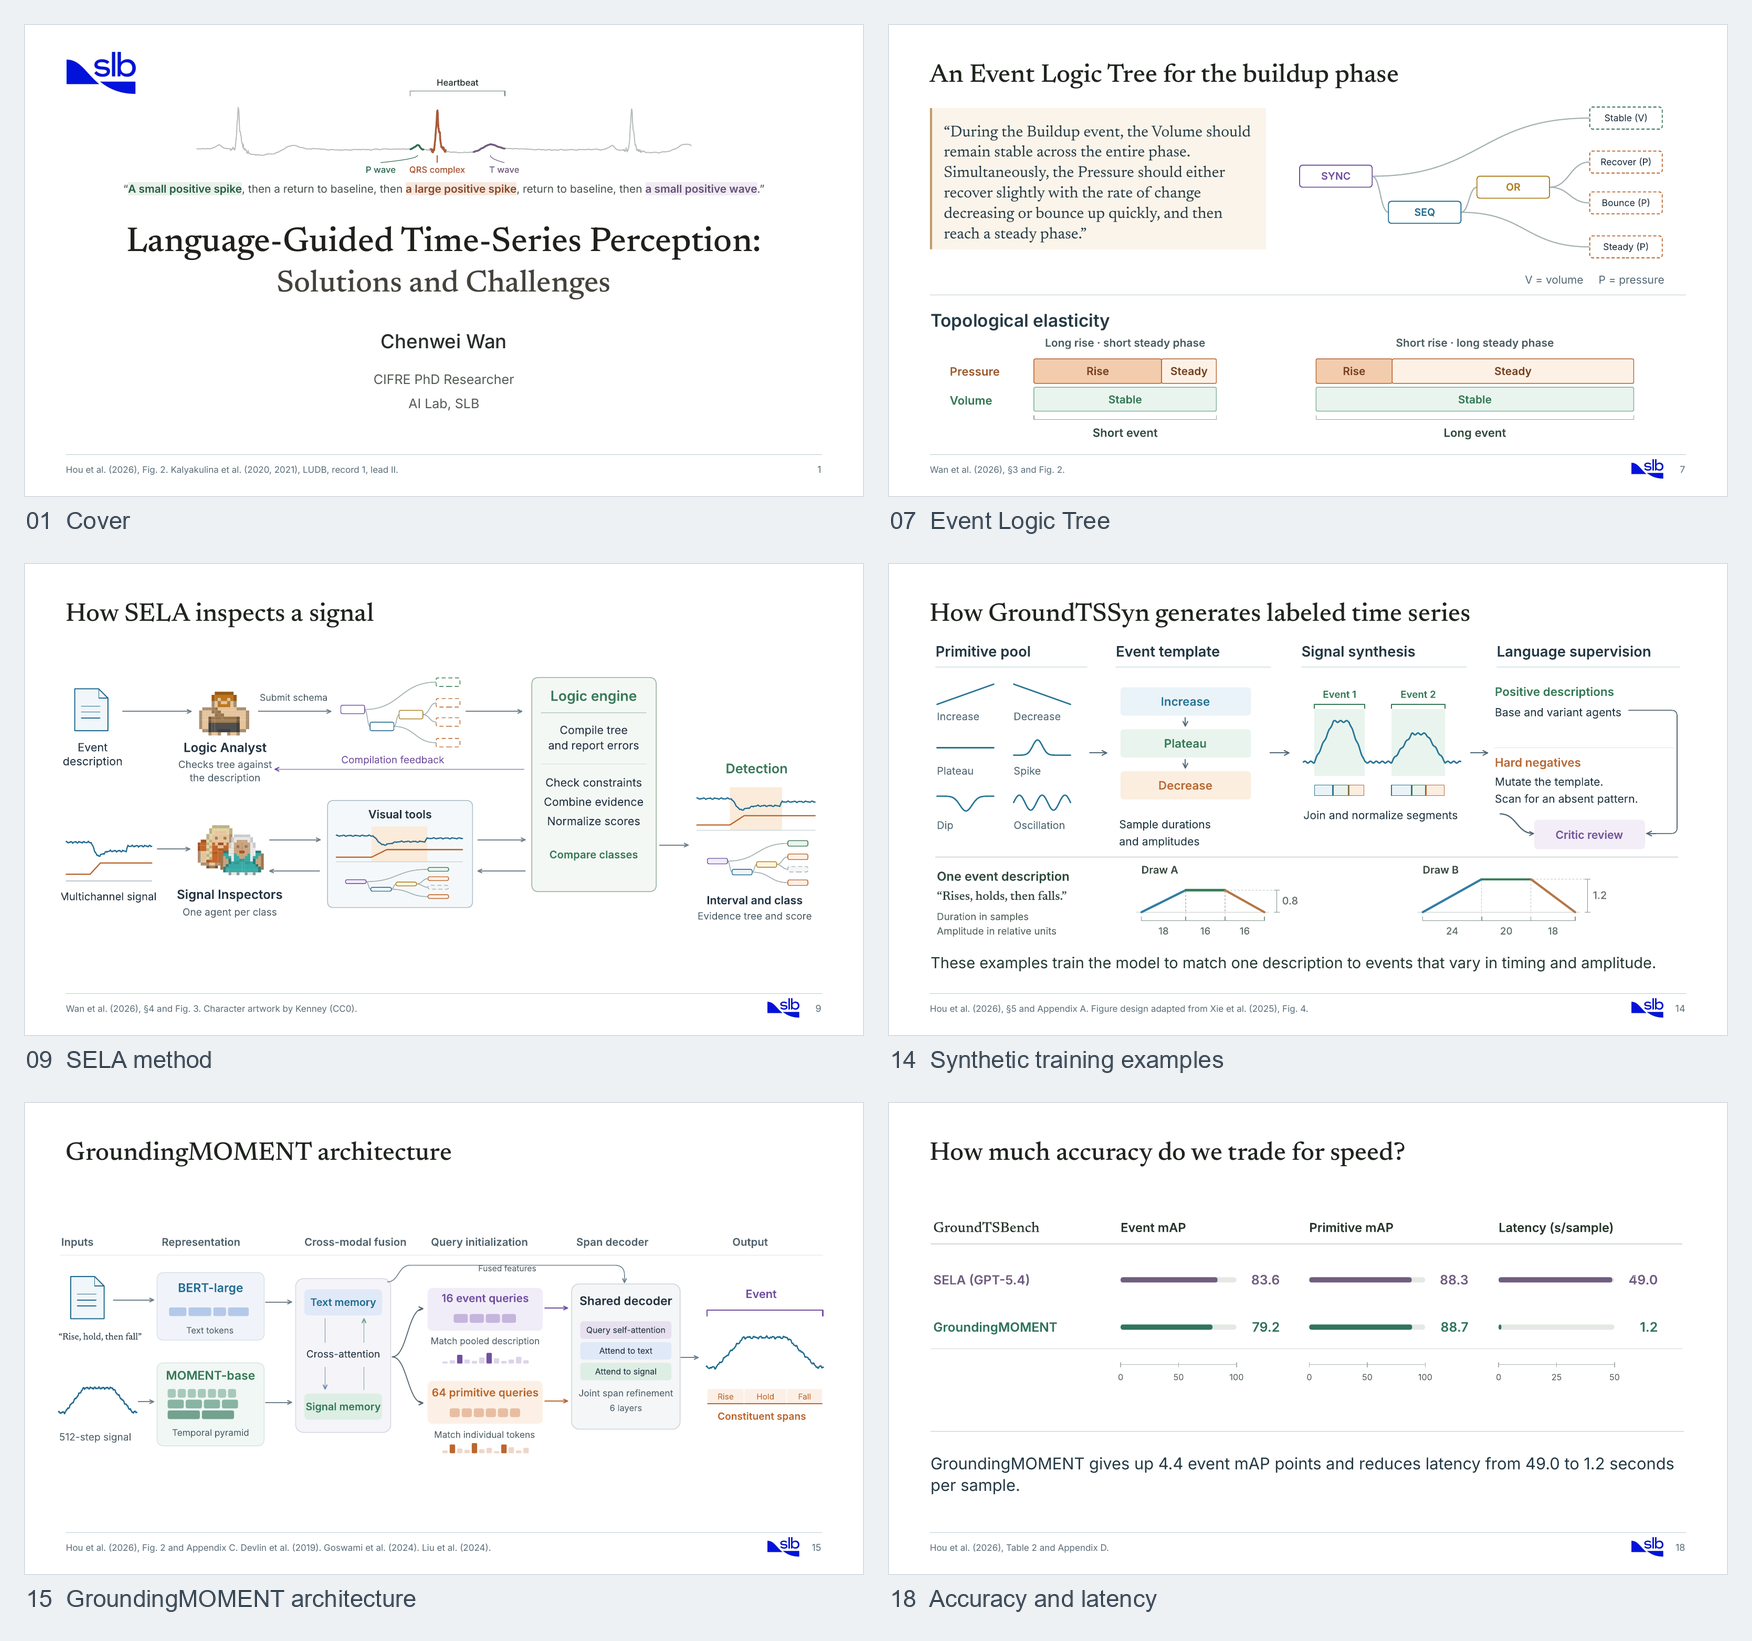 slb
Heartbeat
P wave
QRS complex
T wave
“A small positive spike, then a return to baseline, then a large positive spike, return to baseline, then a small positive wave.”
Language-Guided Time-Series Perception:
Solutions and Challenges
Chenwei Wan
CIFRE PhD Researcher
AI Lab, SLB
Hou et al. (2026), Fig. 2. Kalyakulina et al. (2020, 2021), LUDB, record 1, lead II.
1
01 Cover
An Event Logic Tree for the buildup phase
“During the Buildup event, the Volume should
remain stable across the entire phase.
Simultaneously, the Pressure should either
recover slightly with the rate of change
decreasing or bounce up quickly, and then
reach a steady phase.”
SYNC
SEQ
OR
Stable (V)
Recover (P)
Bounce (P)
Steady (P)
V = volume P = pressure
Topological elasticity
Long rise · short steady phase
Short rise · long steady phase
Pressure
Rise
Steady
Rise
Steady
Volume
Stable
Stable
Short event
Long event
Wan et al. (2026), §3 and Fig. 2.
slb
7
07 Event Logic Tree
How SELA inspects a signal
Event
description
Logic Analyst
Checks tree against
the description
Submit schema
Compilation feedback
Logic engine
Compile tree
and report errors
Check constraints
Combine evidence
Normalize scores
Compare classes
Multichannel signal
Signal Inspectors
One agent per class
Visual tools
Detection
Interval and class
Evidence tree and score
Wan et al. (2026), §4 and Fig. 3. Character artwork by Kenney (CC0).
slb
9
09 SELA method
How GroundTSSyn generates labeled time series
Primitive pool
Event template
Signal synthesis
Language supervision
Increase
Decrease
Plateau
Spike
Dip
Oscillation
Increase
Plateau
Decrease
Sample durations
and amplitudes
Event 1
Event 2
Join and normalize segments
Positive descriptions
Base and variant agents
Hard negatives
Mutate the template.
Scan for an absent pattern.
Critic review
One event description
“Rises, holds, then falls.”
Duration in samples
Amplitude in relative units
Draw A
0.8
18 16 16
Draw B
1.2
24 20 18
These examples train the model to match one description to events that vary in timing and amplitude.
Hou et al. (2026), §5 and Appendix A. Figure design adapted from Xie et al. (2025), Fig. 4.
slb
14
14 Synthetic training examples
GroundingMOMENT architecture
Inputs
Representation
Cross-modal fusion
Query initialization
Span decoder
Output
“Rise, hold, then fall”
512-step signal
BERT-large
Text tokens
MOMENT-base
Temporal pyramid
Text memory
Cross-attention
Signal memory
Fused features
16 event queries
Match pooled description
64 primitive queries
Match individual tokens
Shared decoder
Query self-attention
Attend to text
Attend to signal
Joint span refinement
6 layers
Event
Rise Hold Fall
Constituent spans
Hou et al. (2026), Fig. 2 and Appendix C. Devlin et al. (2019). Goswami et al. (2024). Liu et al. (2024).
slb
15
15 GroundingMOMENT architecture
How much accuracy do we trade for speed?
GroundTSBench Event mAP Primitive mAP Latency (s/sample)
SELA (GPT-5.4) 83.6 88.3 49.0
GroundingMOMENT 79.2 88.7 1.2
0 50 100 0 50 100 0 25 50
GroundingMOMENT gives up 4.4 event mAP points and reduces latency from 49.0 to 1.2 seconds
per sample.
Hou et al. (2026), Table 2 and Appendix D.
slb
18
18 Accuracy and latency